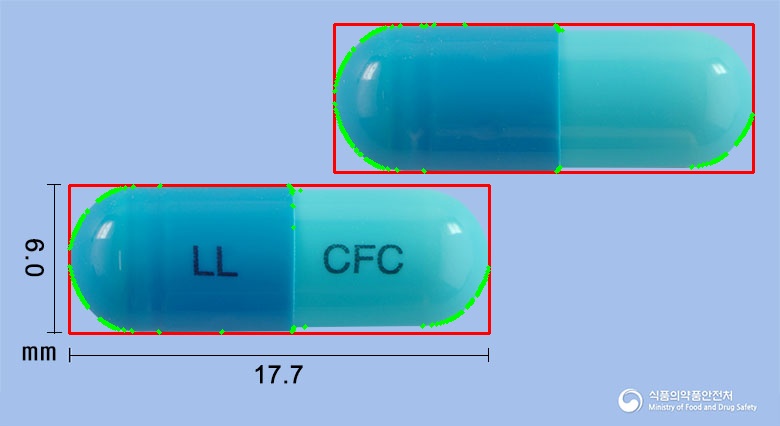 LL CFC
6.0
mm
17.7
식품의약품안전처
Ministry of Food and Drug Safety